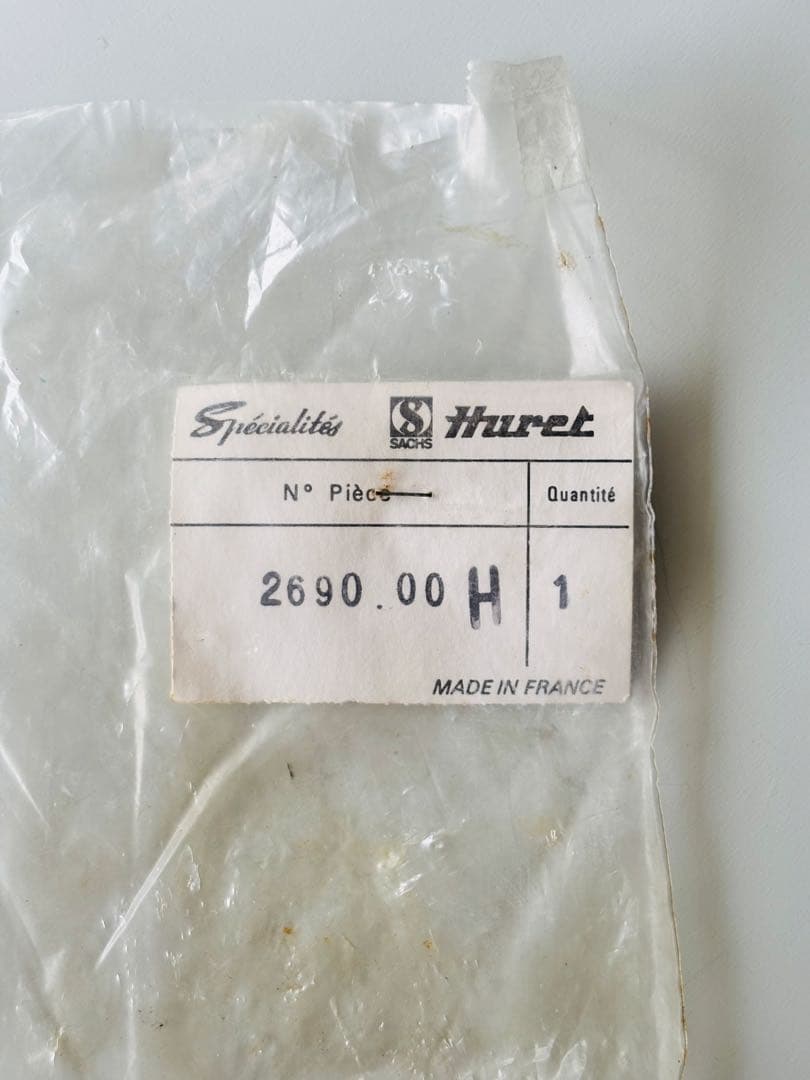 Spécialités SACHS Huret
N° Pièce Quantité
2690.00 H 1
MADE IN FRANCE